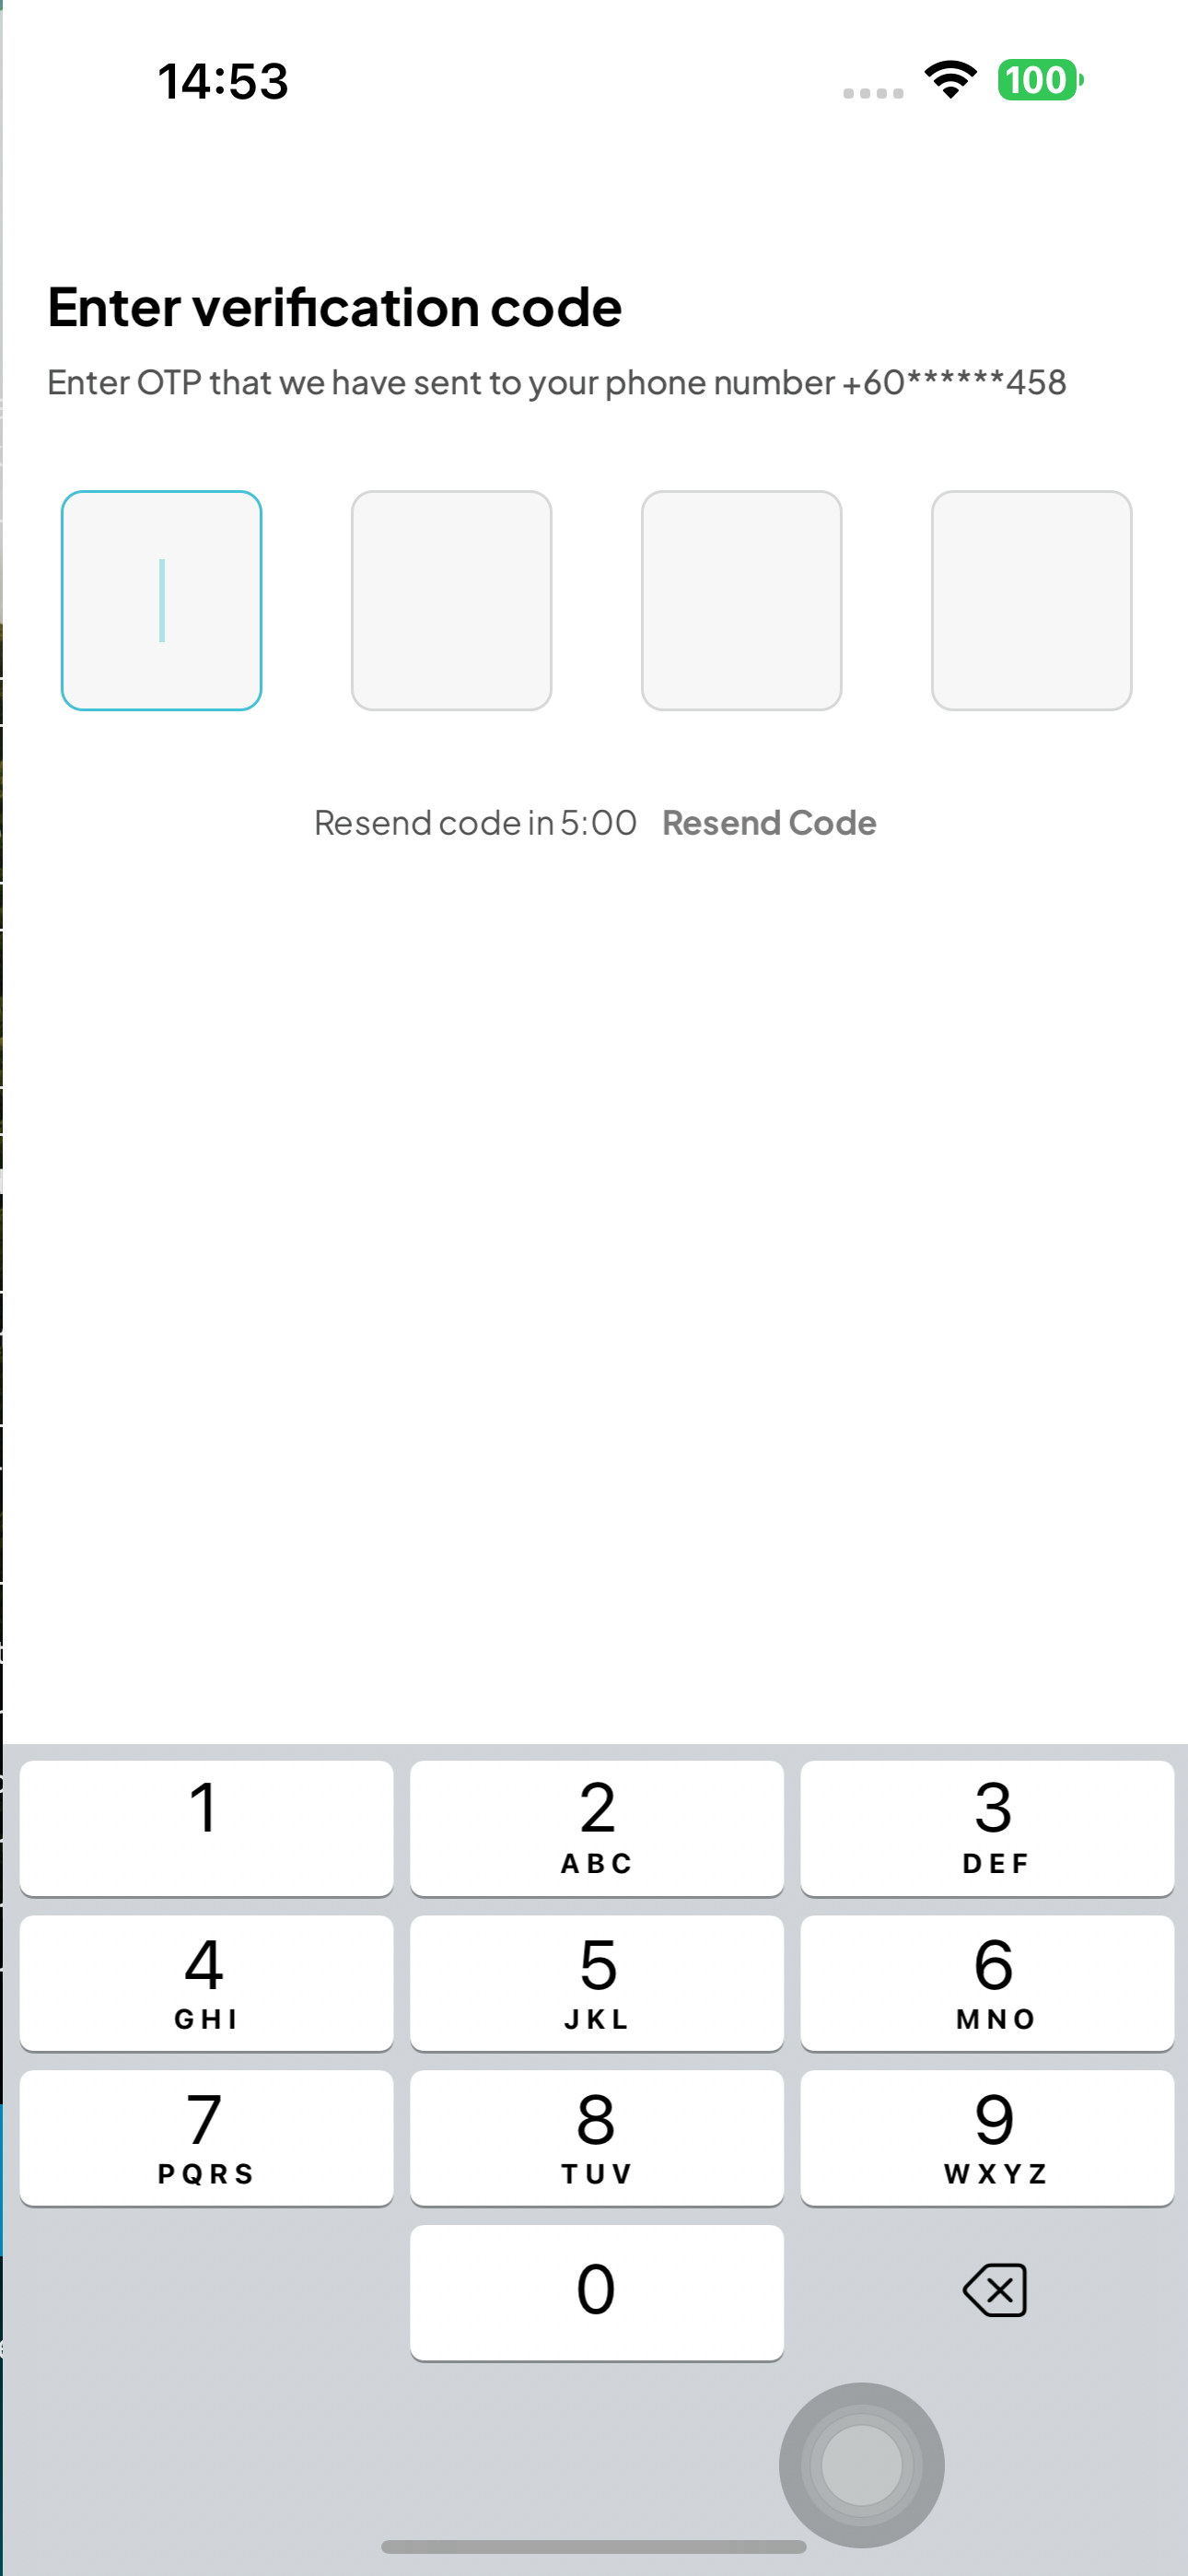 14:53
100
Enter verification code
Enter OTP that we have sent to your phone number +60******458
Resend code in 5:00 Resend Code
1
2
ABC
3
DEF
4
GHI
5
JKL
6
MNO
7
PQRS
8
TUV
9
WXYZ
0